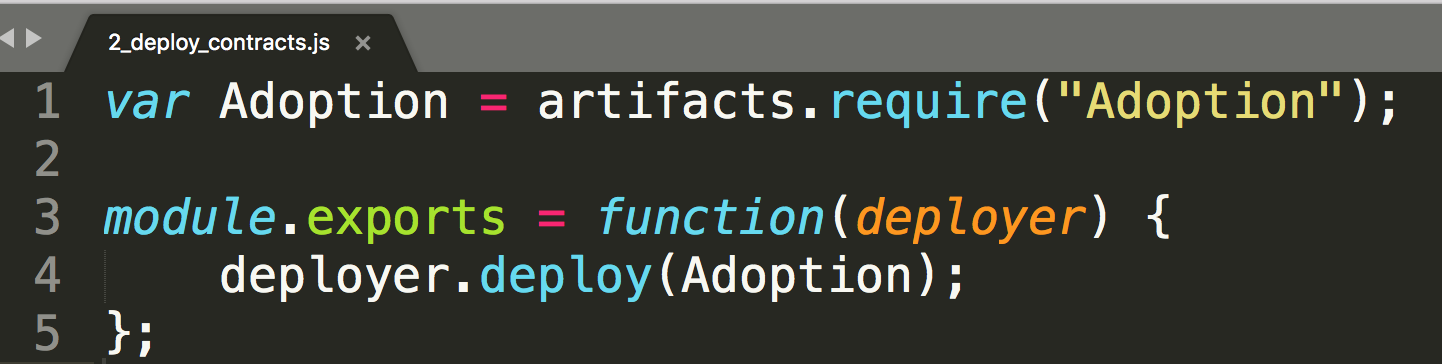 2_deploy_contracts.js ×
1 var Adoption = artifacts.require("Adoption");
2
3 module.exports = function(deployer) {
4     deployer.deploy(Adoption);
5 };